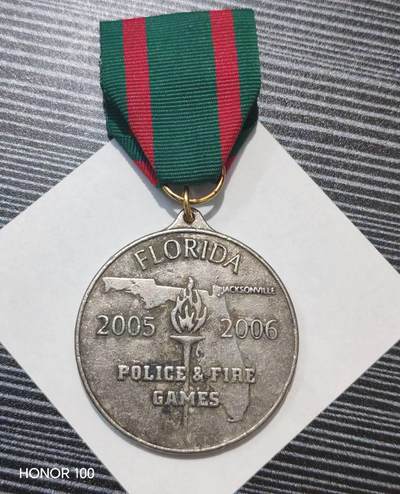 FLORIDA
JACKSONVILLE
2005 2006
POLICE & FIRE
GAMES
HONOR 100